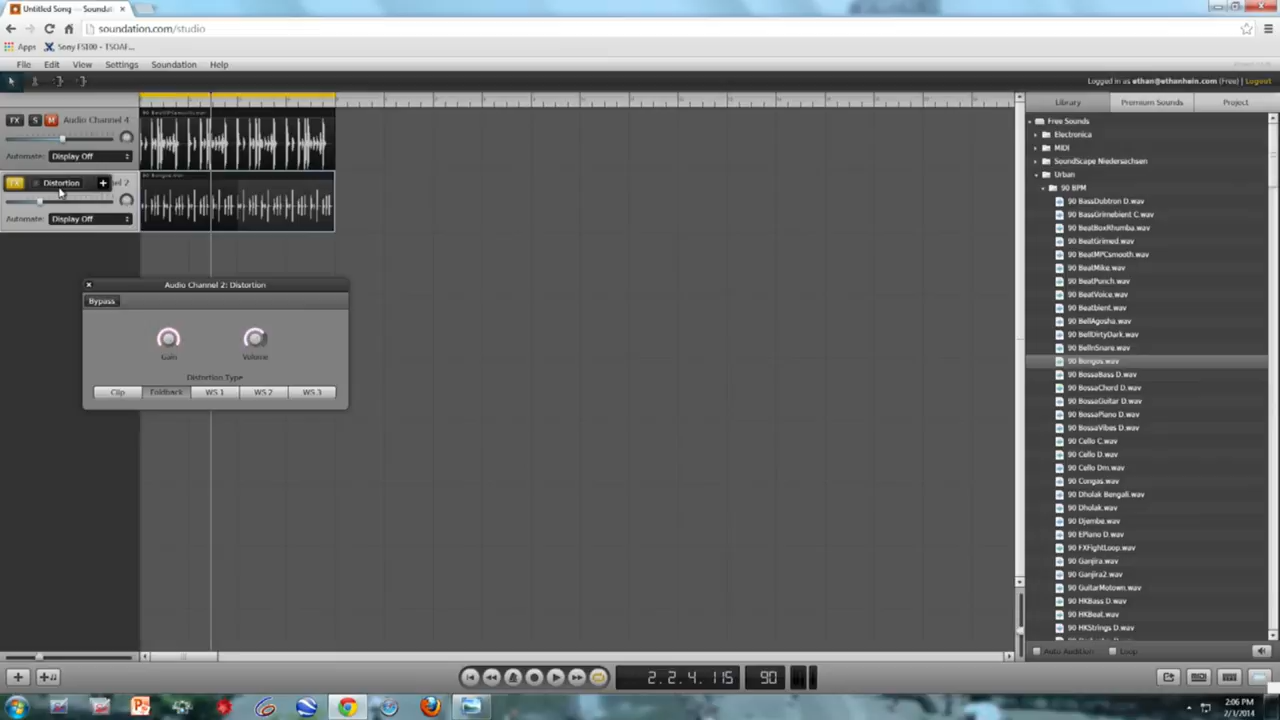 Untitled Song — Soundati
soundation.com/studio
Apps
Sony FS100 - TSOAF...
File
Edit
View
Settings
Soundation
Help
Logged in as ethan@ethanhein.com (Free) | Logout
Library
Premium Sounds
Project
FX
S
M
Audio Channel 4
Automate:
Display Off
FX
Distortion
+
nel 2
Automate:
Display Off
90 Bongos.wav
Audio Channel 2: Distortion
Bypass
Gain
Volume
Distortion Type
Clip
Foldback
WS 1
WS 2
WS 3
Free Sounds
Electronica
MIDI
SoundScape Niedersachsen
Urban
90 BPM
90 BassDubtron D.wav
90 BassGrimebient C.wav
90 BeatBoxRhumba.wav
90 BeatGrimed.wav
90 BeatMPCsmooth.wav
90 BeatMike.wav
90 BeatPunch.wav
90 BeatVoice.wav
90 Beatbient.wav
90 BellAgosha.wav
90 BellDirtyDark.wav
90 BellnSnare.wav
90 Bongos.wav
90 BossaBass D.wav
90 BossaChord D.wav
90 BossaGuitar D.wav
90 BossaPiano D.wav
90 BossaVibes D.wav
90 Cello C.wav
90 Cello D.wav
90 Cello Dm.wav
90 Congas.wav
90 Dholak Bengali.wav
90 Dholak.wav
90 Djembe.wav
90 EPiano D.wav
90 FXFightLoop.wav
90 Ganjira.wav
90 Ganjira2.wav
90 GuitarMotown.wav
90 HKBass D.wav
90 HKBeat.wav
90 HKStrings D.wav
Auto Audition
Loop
2. 2. 4. 115
90
2:06 PM
2/3/2014